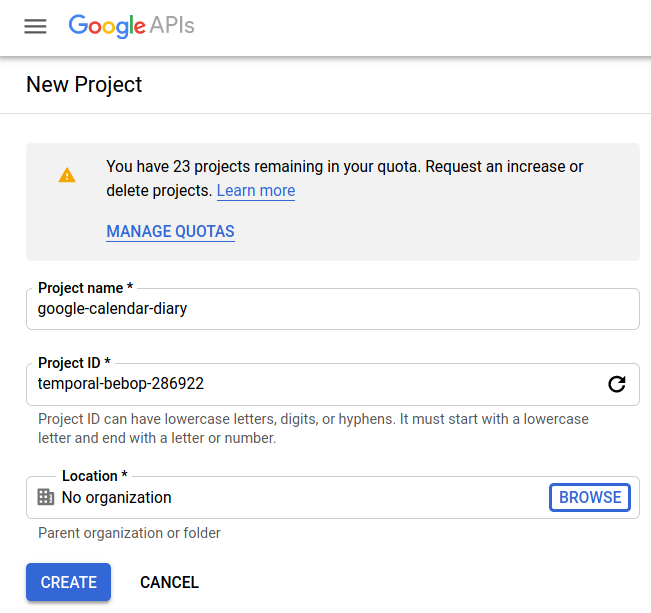 Google APIs
New Project
You have 23 projects remaining in your quota. Request an increase or
delete projects. Learn more
MANAGE QUOTAS
Project name *
google-calendar-diary
Project ID *
temporal-bebop-286922
Project ID can have lowercase letters, digits, or hyphens. It must start with a lowercase
letter and end with a letter or number.
Location *
No organization
BROWSE
Parent organization or folder
CREATE CANCEL